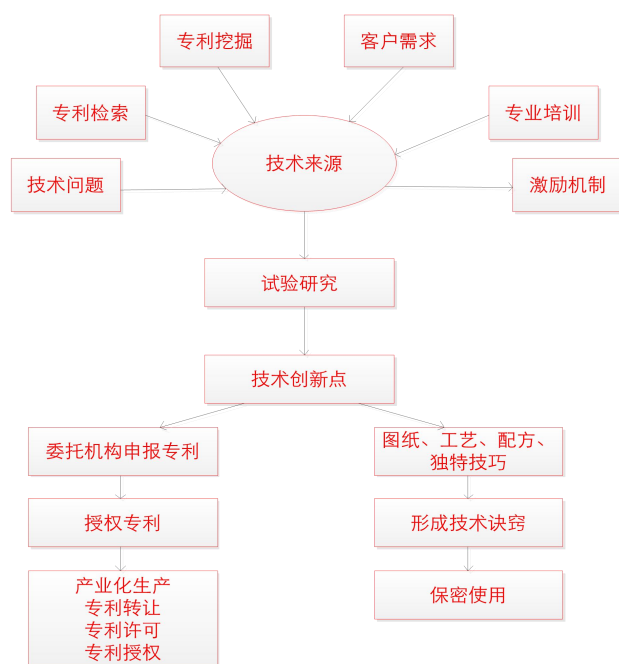 专利挖掘
客户需求
专利检索
专业培训
技术来源
技术问题
激励机制
试验研究
技术创新点
委托机构申报专利
图纸、工艺、配方、
独特技巧
授权专利
形成技术诀窍
产业化生产
专利转让
专利许可
专利授权
保密使用